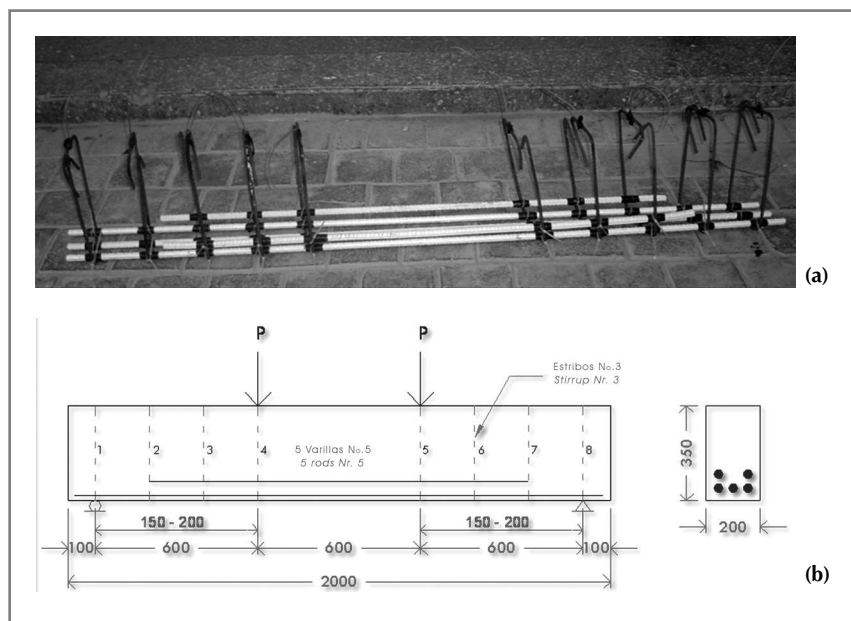 (a)
P P
Estribos No.3
Stirrup Nr. 3
1 2 3 4 5 6 7 8
5 Varillas No.5
5 rods Nr. 5
350
150 - 200 150 - 200
100 600 600 600 100
200
2000
(b)